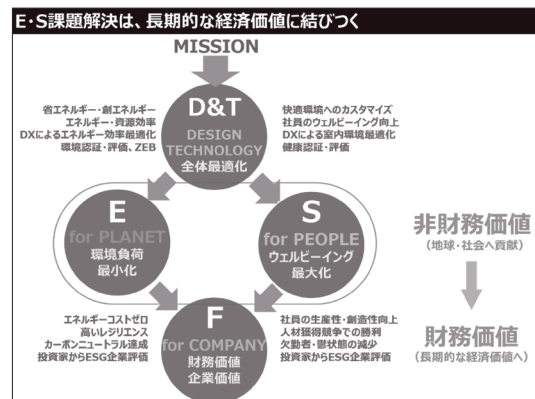 E・S課題解決は、長期的な経済価値に結びつく
MISSION
D&T
DESIGN
TECHNOLOGY
全体最適化
省エネルギー・創エネルギー
エネルギー・資源効率
DXによるエネルギー効率最適化
環境認証・評価、ZEB
快適環境へのカスタマイズ
社員のウェルビーイング向上
DXによる室内環境最適化
健康認証・評価
E
for PLANET
環境負荷
最小化
S
for PEOPLE
ウェルビーイング
最大化
非財務価値
(地球・社会へ貢献)
エネルギーコストゼロ
高いレジリエンス
カーボンニュートラル達成
投資家からESG企業評価
F
for COMPANY
財務価値
企業価値
社員の生産性・創造性向上
人材獲得競争での勝利
欠勤者・鬱状態の減少
投資家からESG企業評価
財務価値
(長期的な経済価値へ)